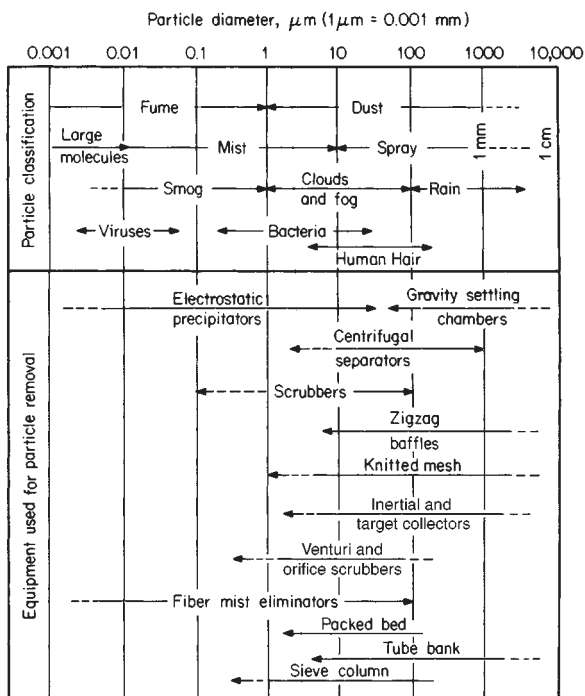 Particle diameter, μm (1μm = 0.001 mm)
0.001 0.01 0.1 1 10 100 1000 10,000
Particle classification
Fume Dust
Large
molecules
Mist Spray
1 mm
1 cm
Smog
Clouds
and fog
Rain
Viruses Bacteria
Human Hair
Equipment used for particle removal
Electrostatic
precipitators
Gravity settling
chambers
Centrifugal
separators
Scrubbers
Zigzag
baffles
Knitted mesh
Inertial and
target collectors
Venturi and
orifice scrubbers
Fiber mist eliminators
Packed bed
Tube bank
Sieve column